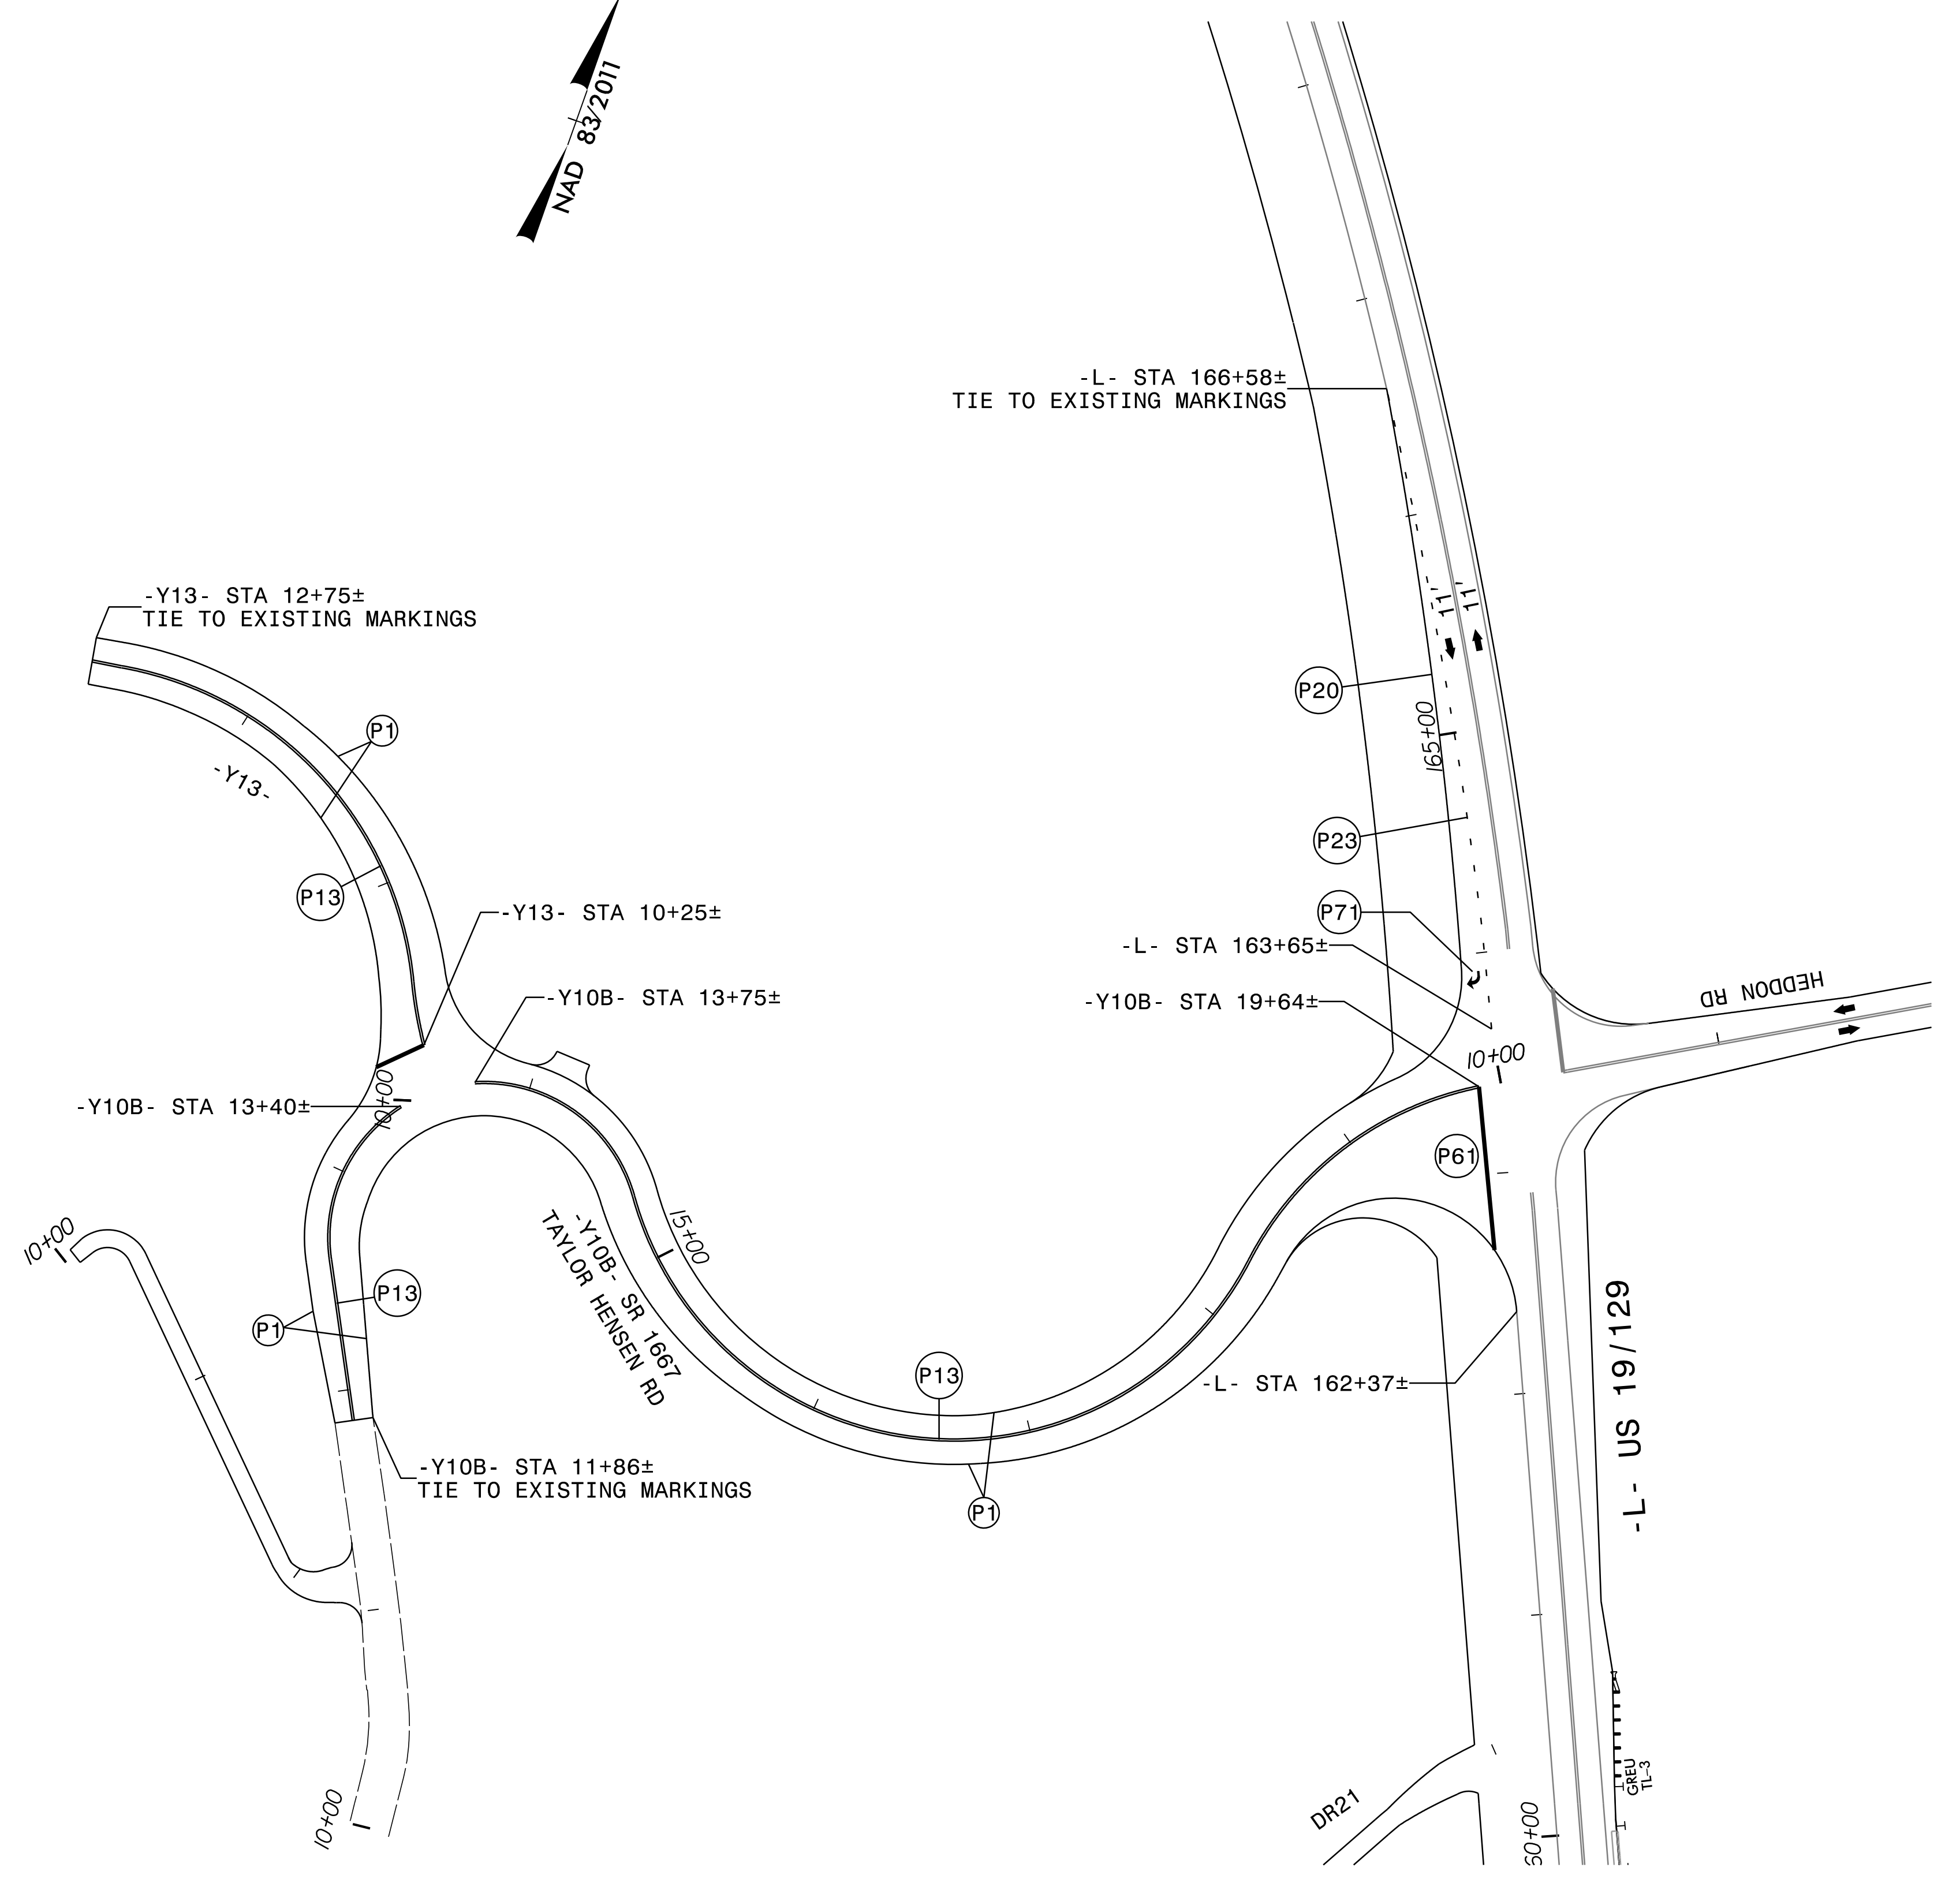 NAD 83/2011
-L- STA 166+58±
TIE TO EXISTING MARKINGS
-Y13- STA 12+75±
TIE TO EXISTING MARKINGS
11'
11'
P20
P1
165+00
-Y13-
P23
P13
P71
-Y13- STA 10+25±
-L- STA 163+65±
HEDDON RD
-Y10B- STA 13+75±
-Y10B- STA 19+64±
10+00
10+00
-Y10B- STA 13+40±
P61
10+00
15+00
-Y10B- SR 1667
TAYLOR HENSEN RD
P13
P1
P13
-L- STA 162+37±
-L- US 19/129
-Y10B- STA 11+86±
TIE TO EXISTING MARKINGS
P1
GREU
TL-3
DR21
10+00
60+00